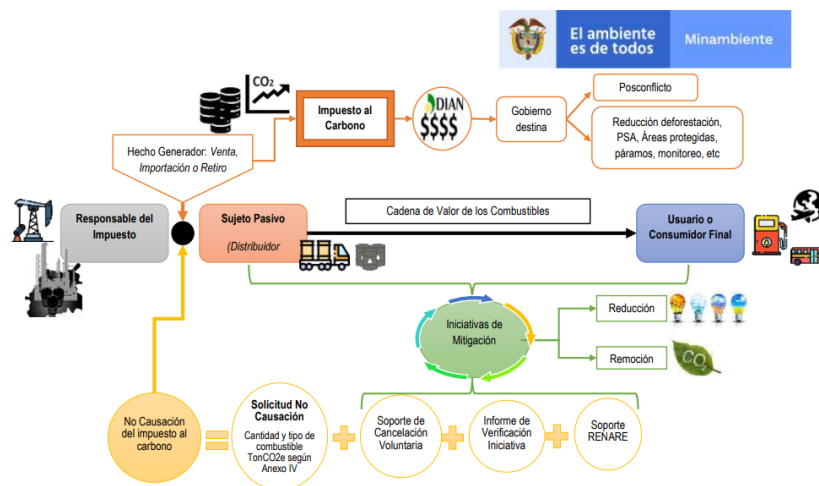 El ambiente
es de todos
Minambiente
CO₂
Impuesto al
Carbono
DIAN
$$$$
Gobierno
destina
Posconflicto
Reducción deforestación,
PSA, Áreas protegidas,
páramos, monitoreo, etc
Hecho Generador: Venta,
Importación o Retiro
Responsable del
Impuesto
Sujeto Pasivo
(Distribuidor
Cadena de Valor de los Combustibles
Usuario o
Consumidor Final
Iniciativas de
Mitigación
Reducción
Remoción
CO₂
No Causación
del impuesto al
carbono
Solicitud No
Causación
Cantidad y tipo de
combustible
TonCO2e según
Anexo IV
Soporte de
Cancelación
Voluntaria
Informe de
Verificación
Iniciativa
Soporte
RENARE